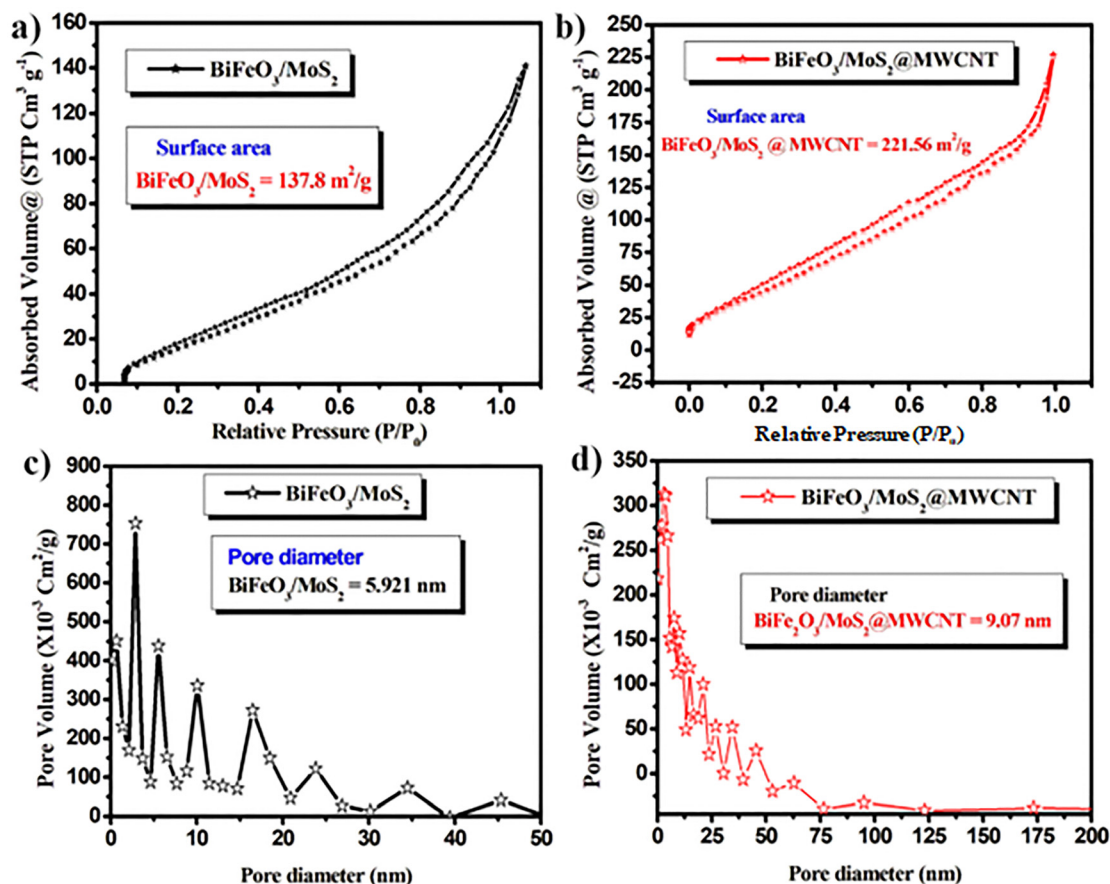 a)
BiFeO₃/MoS₂
Surface area
BiFeO₃/MoS₂ = 137.8 m²/g
Absorbed Volume@ (STP Cm³ g⁻¹)
160
140
120
100
80
60
40
20
0
0.0 0.2 0.4 0.6 0.8 1.0
Relative Pressure (P/P₀)
b)
BiFeO₃/MoS₂@MWCNT
Surface area
BiFeO₃/MoS₂ @ MWCNT = 221.56 m²/g
Absorbed Volume @ (STP Cm³ g⁻¹)
250
225
200
175
150
125
100
75
50
25
0
-25
0.0 0.2 0.4 0.6 0.8 1.0
Relative Pressure (P/P₀)
c)
BiFeO₃/MoS₂
Pore diameter
BiFeO₃/MoS₂ = 5.921 nm
Pore Volume (X10⁻³ Cm²/g)
900
800
700
600
500
400
300
200
100
0
0 10 20 30 40 50
Pore diameter (nm)
d)
BiFeO₃/MoS₂@MWCNT
Pore diameter
BiFe₂O₃/MoS₂@MWCNT = 9.07 nm
Pore Volume (X10⁻³ Cm²/g)
350
300
250
200
150
100
50
0
0 25 50 75 100 125 150 175 200
Pore diameter (nm)